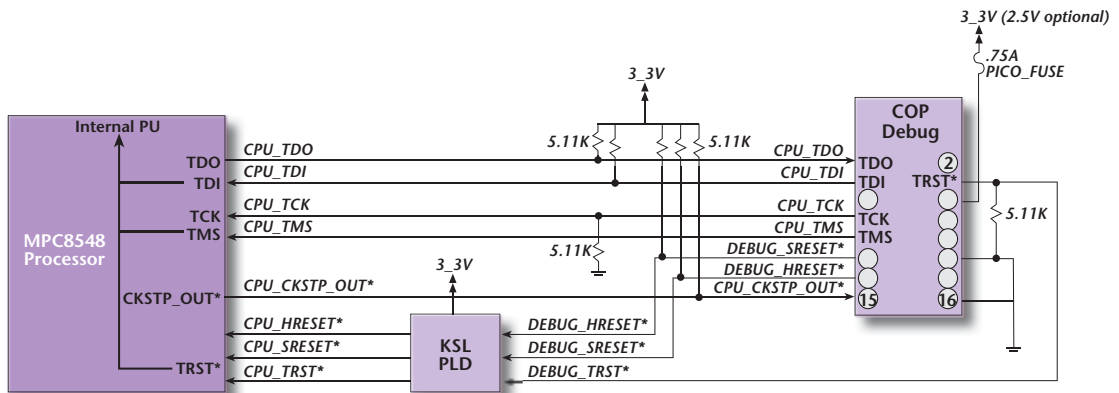 3_3V (2.5V optional)
.75A
PICO_FUSE
3_3V
COP
Debug
Internal PU
5.11K
5.11K
TDO
CPU_TDO
CPU_TDO
TDO
2
TDI
CPU_TDI
CPU_TDI
TDI
TRST*
TCK
CPU_TCK
CPU_TCK
TCK
5.11K
TMS
CPU_TMS
CPU_TMS
TMS
MPC8548
Processor
5.11K
DEBUG_SRESET*
3_3V
DEBUG_HRESET*
CKSTP_OUT*
CPU_CKSTP_OUT*
CPU_CKSTP_OUT*
15
16
CPU_HRESET*
KSL
PLD
DEBUG_HRESET*
CPU_SRESET*
DEBUG_SRESET*
TRST*
CPU_TRST*
DEBUG_TRST*